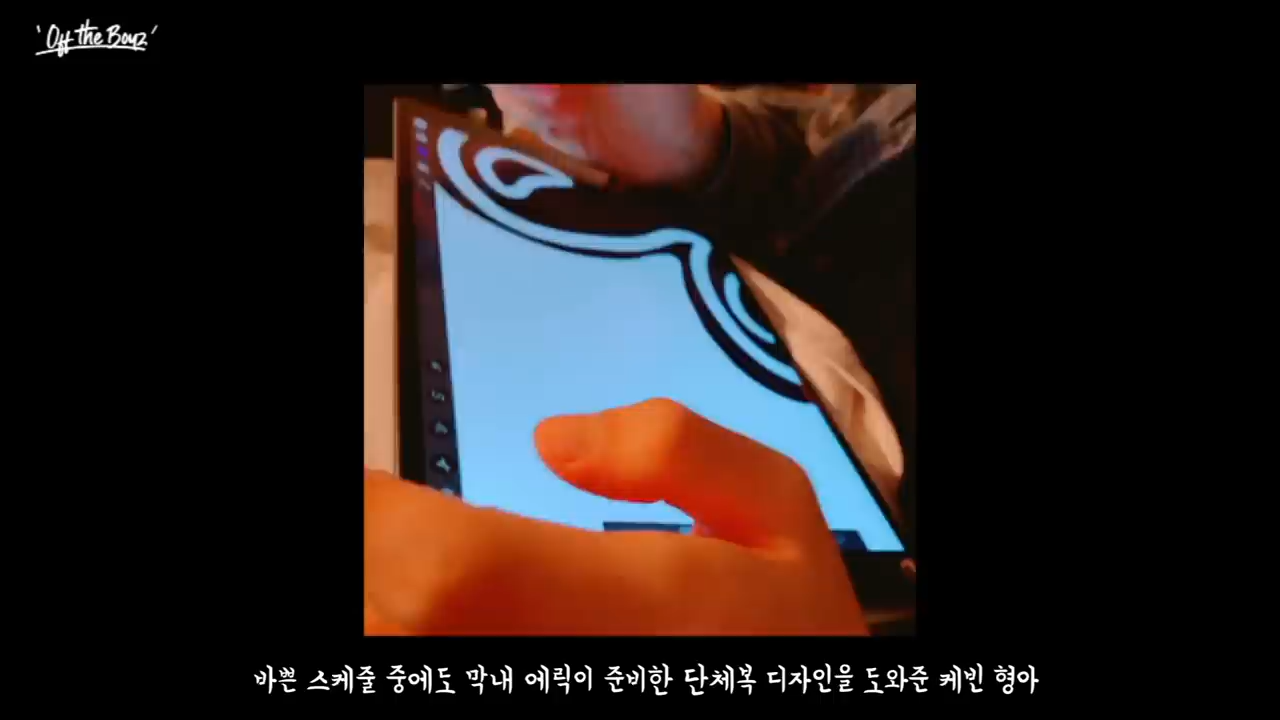 'Off the Boyz'
바쁜 스케줄 중에도 막내 에릭이 준비한 단체복 디자인을 도와준 케빈 형아